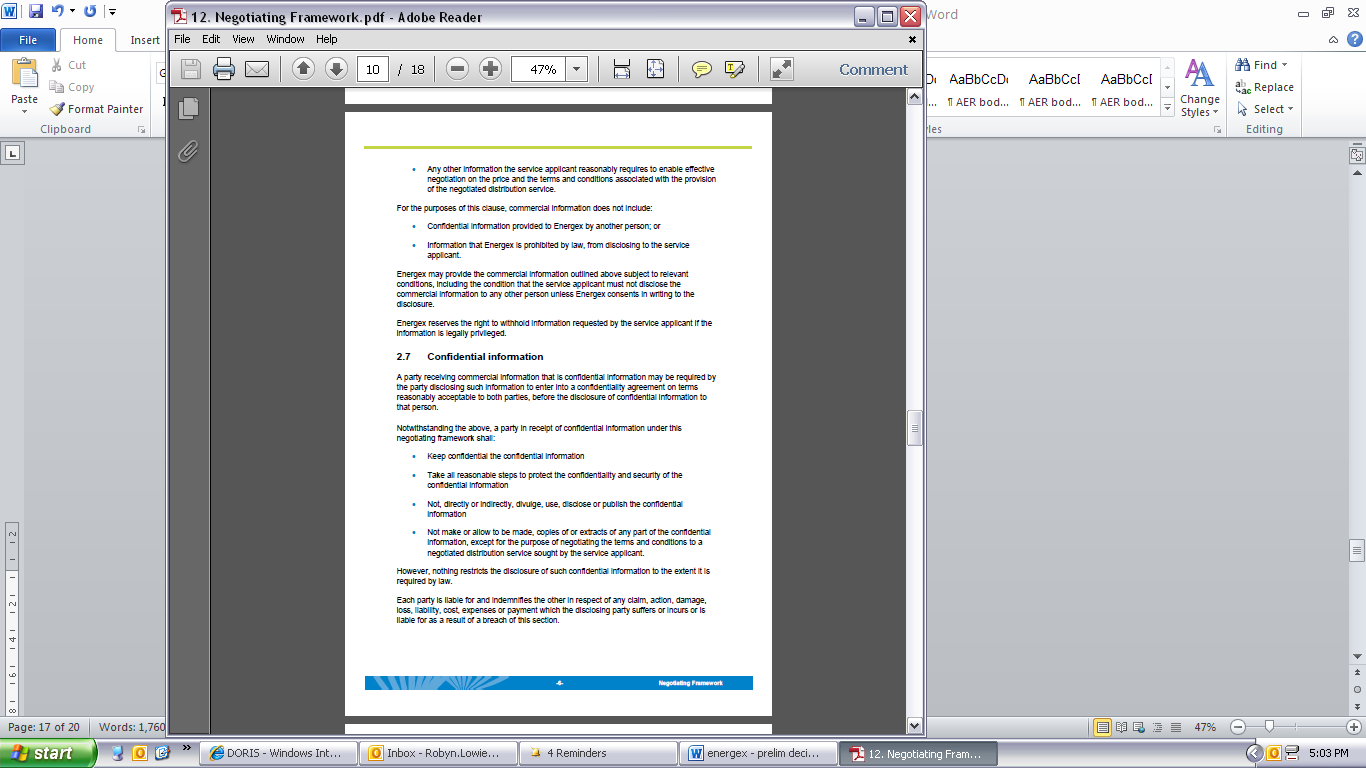 12. Negotiating Framework.pdf - Adobe Reader
Word
File Edit View Window Help
File Home Insert
10 / 18 47% Comment
Cut
Copy
Format Painter
Paste
Clipboard
AaBbCcDc AaBbCcI AaBbCcI
¶ AER bod... ¶ AER bod... ¶ AER bod...
Change Styles
Find
Replace
Select
Editing
• Any other information the service applicant reasonably requires to enable effective
negotiation on the price and the terms and conditions associated with the provision
of the negotiated distribution service.
For the purposes of this clause, commercial information does not include:
• Confidential information provided to Energex by another person; or
• Information that Energex is prohibited by law, from disclosing to the service
applicant.
Energex may provide the commercial information outlined above subject to relevant
conditions, including the condition that the service applicant must not disclose the
commercial information to any other person unless Energex consents in writing to the
disclosure.
Energex reserves the right to withhold information requested by the service applicant if the
information is legally privileged.
2.7 Confidential information
A party receiving commercial information that is confidential information may be required by
the party disclosing such information to enter into a confidentiality agreement on terms
reasonably acceptable to both parties, before the disclosure of confidential information to
that person.
Notwithstanding the above, a party in receipt of confidential information under this
negotiating framework shall:
• Keep confidential the confidential information
• Take all reasonable steps to protect the confidentiality and security of the
confidential information
• Not, directly or indirectly, divulge, use, disclose or publish the confidential
information
• Not make or allow to be made, copies of or extracts of any part of the confidential
information, except for the purpose of negotiating the terms and conditions to a
negotiated distribution service sought by the service applicant.
However, nothing restricts the disclosure of such confidential information to the extent it is
required by law.
Each party is liable for and indemnifies the other in respect of any claim, action, damage,
loss, liability, cost, expenses or payment which the disclosing party suffers or incurs or is
liable for as a result of a breach of this section.
-6- Negotiating Framework
Page: 17 of 20 Words: 1,760 47%
start DORIS - Windows Int... Inbox - Robyn.Lowie... 4 Reminders energex - prelim deci... 12. Negotiating Fram... 5:03 PM